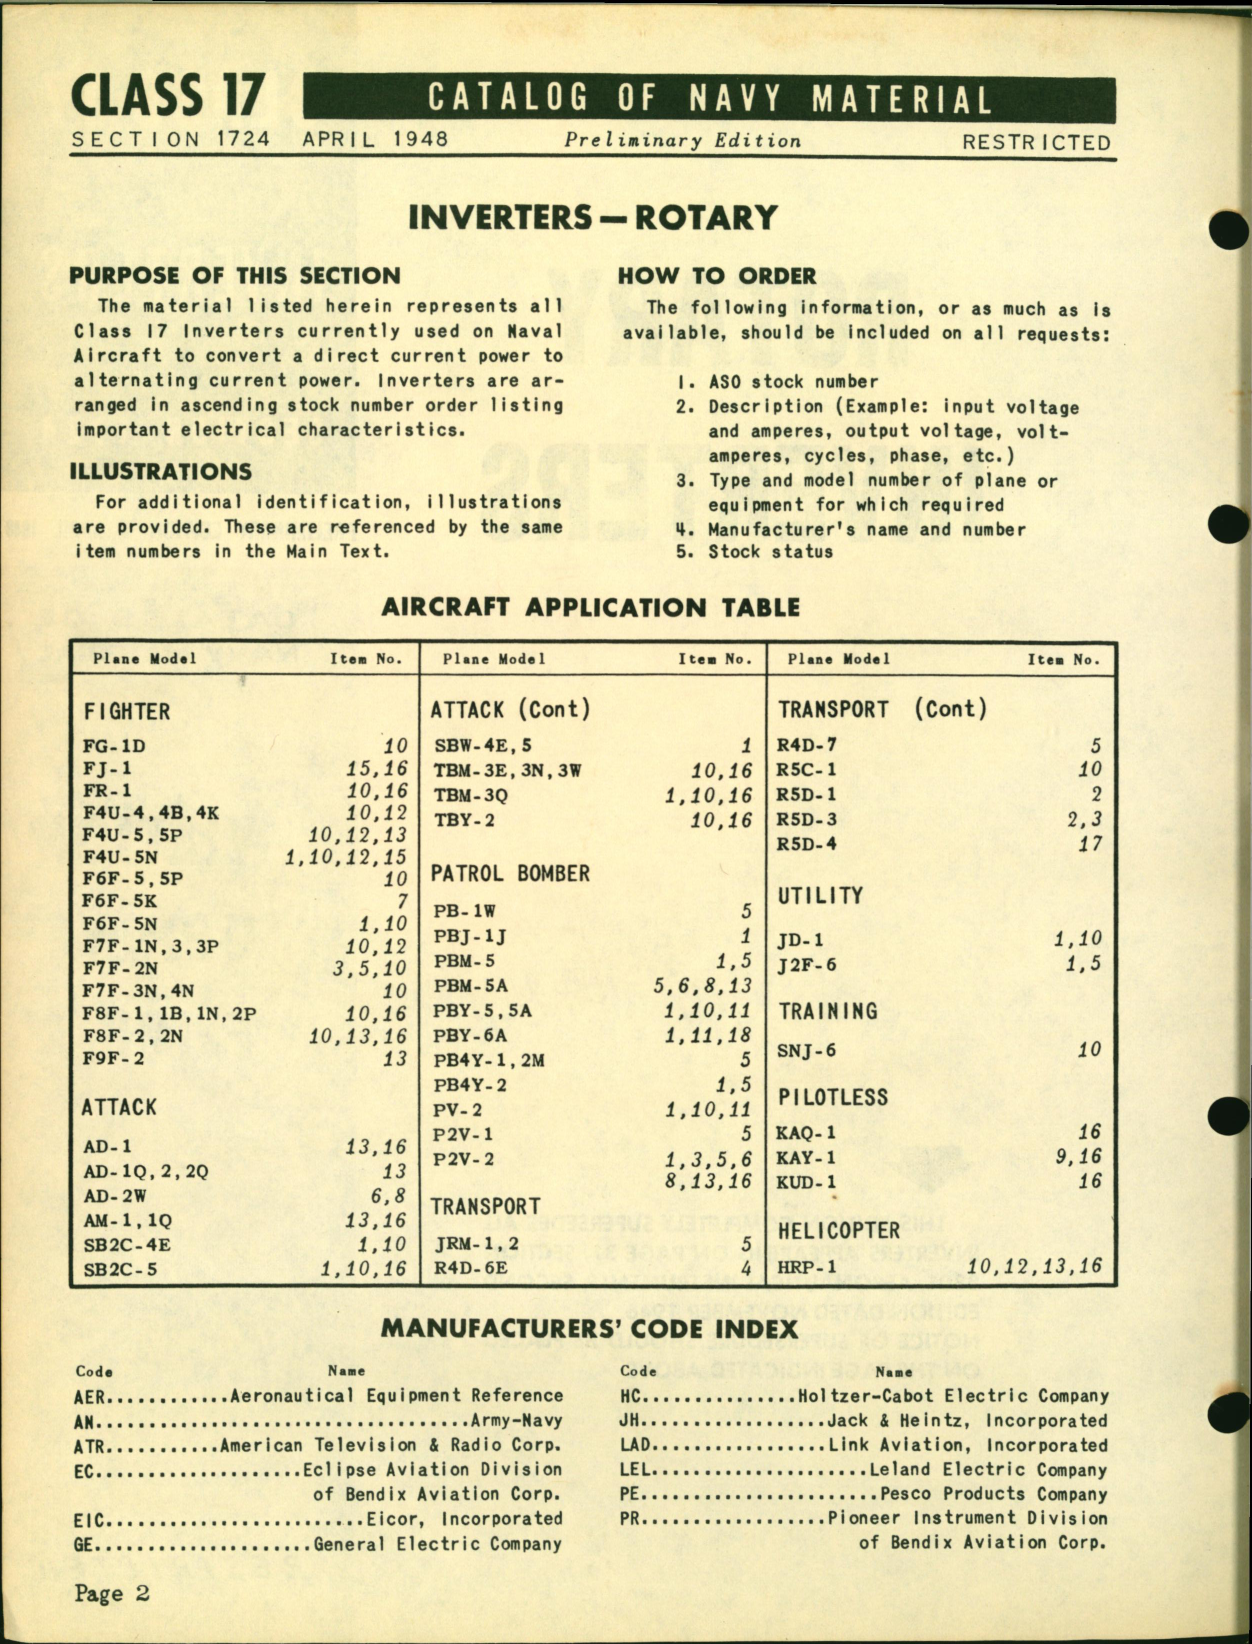 CLASS 17 CATALOG OF NAVY MATERIAL
SECTION 1724 APRIL 1948 Preliminary Edition RESTRICTED
INVERTERS — ROTARY
PURPOSE OF THIS SECTION
The material listed herein represents all
Class 17 Inverters currently used on Naval
Aircraft to convert a direct current power to
alternating current power. Inverters are ar-
ranged in ascending stock number order listing
important electrical characteristics.
ILLUSTRATIONS
For additional identification, illustrations
are provided. These are referenced by the same
item numbers in the Main Text.
HOW TO ORDER
The following information, or as much as is
available, should be included on all requests:
1. ASO stock number
2. Description (Example: input voltage
and amperes, output voltage, volt-
amperes, cycles, phase, etc.)
3. Type and model number of plane or
equipment for which required
4. Manufacturer's name and number
5. Stock status
AIRCRAFT APPLICATION TABLE
Plane Model Item No.
FIGHTER
FG-1D 10
FJ-1 15,16
FR-1 10,16
F4U-4,4B,4K 10,12
F4U-5,5P 10,12,13
F4U-5N 1,10,12,15
F6F-5,5P 10
F6F-5K 7
F6F-5N 1,10
F7F-1N,3,3P 10,12
F7F-2N 3,5,10
F7F-3N,4N 10
F8F-1,1B,1N,2P 10,16
F8F-2,2N 10,13,16
F9F-2 13
ATTACK
AD-1 13,16
AD-1Q,2,2Q 13
AD-2W 6,8
AM-1,1Q 13,16
SB2C-4E 1,10
SB2C-5 1,10,16
Plane Model Item No.
ATTACK (Cont)
SBW-4E,5 1
TBM-3E,3N,3W 10,16
TBM-3Q 1,10,16
TBY-2 10,16
PATROL BOMBER
PB-1W 5
PBJ-1J 1
PBM-5 1,5
PBM-5A 5,6,8,13
PBY-5,5A 1,10,11
PBY-6A 1,11,18
PB4Y-1,2M 5
PB4Y-2 1,5
PV-2 1,10,11
P2V-1 5
P2V-2 1,3,5,6
8,13,16
TRANSPORT
JRM-1,2 5
R4D-6E 4
Plane Model Item No.
TRANSPORT (Cont)
R4D-7 5
R5C-1 10
R5D-1 2
R5D-3 2,3
R5D-4 17
UTILITY
JD-1 1,10
J2F-6 1,5
TRAINING
SNJ-6 10
PILOTLESS
KAQ-1 16
KAY-1 9,16
KUD-1 16
HELICOPTER
HRP-1 10,12,13,16
MANUFACTURERS' CODE INDEX
Code Name
AER............Aeronautical Equipment Reference
AN....................................Army-Navy
ATR...........American Television & Radio Corp.
EC....................Eclipse Aviation Division
of Bendix Aviation Corp.
EIC.........................Eicor, Incorporated
GE.....................General Electric Company
Code Name
HC...............Holtzer-Cabot Electric Company
JH..................Jack & Heintz, Incorporated
LAD.................Link Aviation, Incorporated
LEL.....................Leland Electric Company
PE.......................Pesco Products Company
PR..................Pioneer Instrument Division
of Bendix Aviation Corp.
Page 2